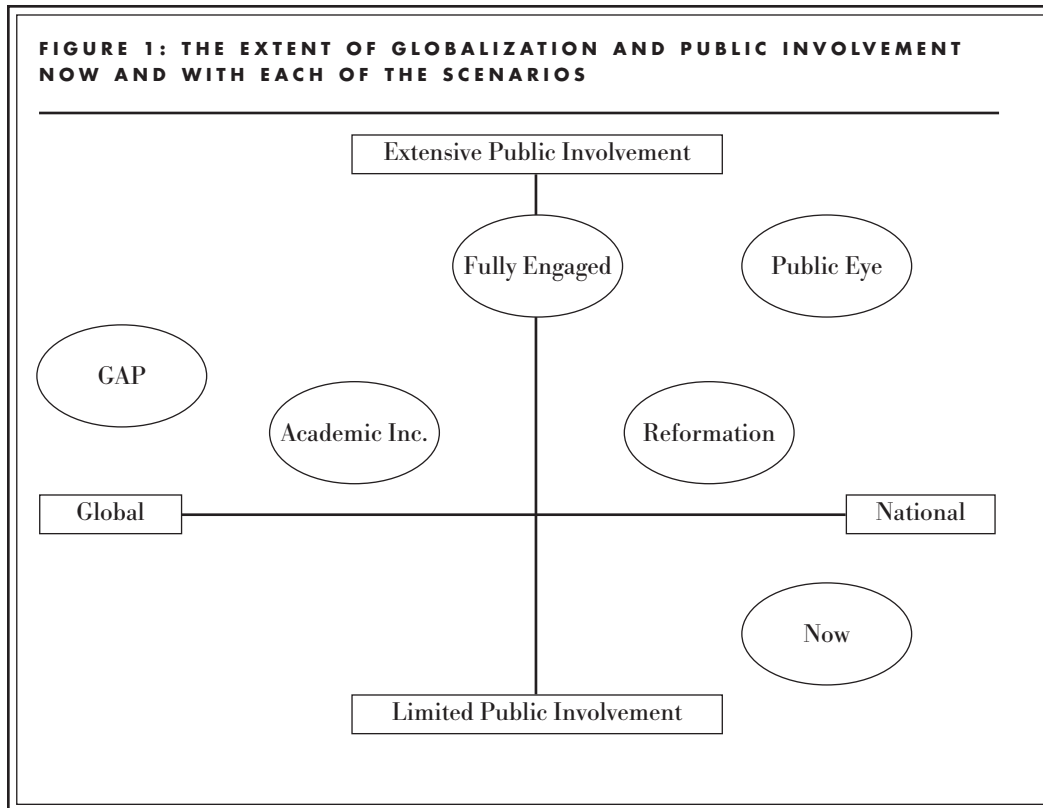 FIGURE 1: THE EXTENT OF GLOBALIZATION AND PUBLIC INVOLVEMENT
NOW AND WITH EACH OF THE SCENARIOS
Extensive Public Involvement
Fully Engaged
Public Eye
GAP
Academic Inc.
Reformation
Global
National
Now
Limited Public Involvement